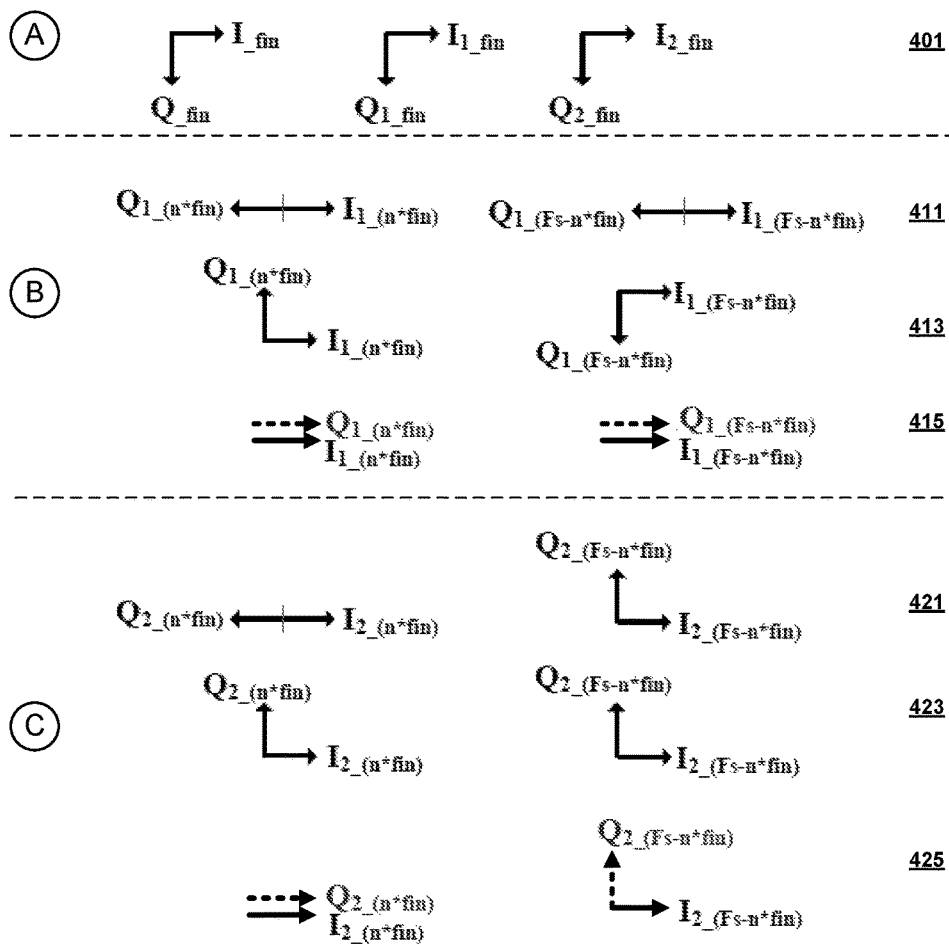 A
I_fin I1_fin I2_fin 401
Q_fin Q1_fin Q2_fin
Q1_(n*fin) I1_(n*fin) Q1_(Fs-n*fin) I1_(Fs-n*fin) 411
B
Q1_(n*fin) I1_(Fs-n*fin)
I1_(n*fin) Q1_(Fs-n*fin) 413
Q1_(n*fin) Q1_(Fs-n*fin) 415
I1_(n*fin) I1_(Fs-n*fin)
Q2_(Fs-n*fin)
Q2_(n*fin) I2_(n*fin) I2_(Fs-n*fin) 421
C
Q2_(n*fin) Q2_(Fs-n*fin) 423
I2_(n*fin) I2_(Fs-n*fin)
Q2_(Fs-n*fin) 425
Q2_(n*fin)
I2_(n*fin) I2_(Fs-n*fin)